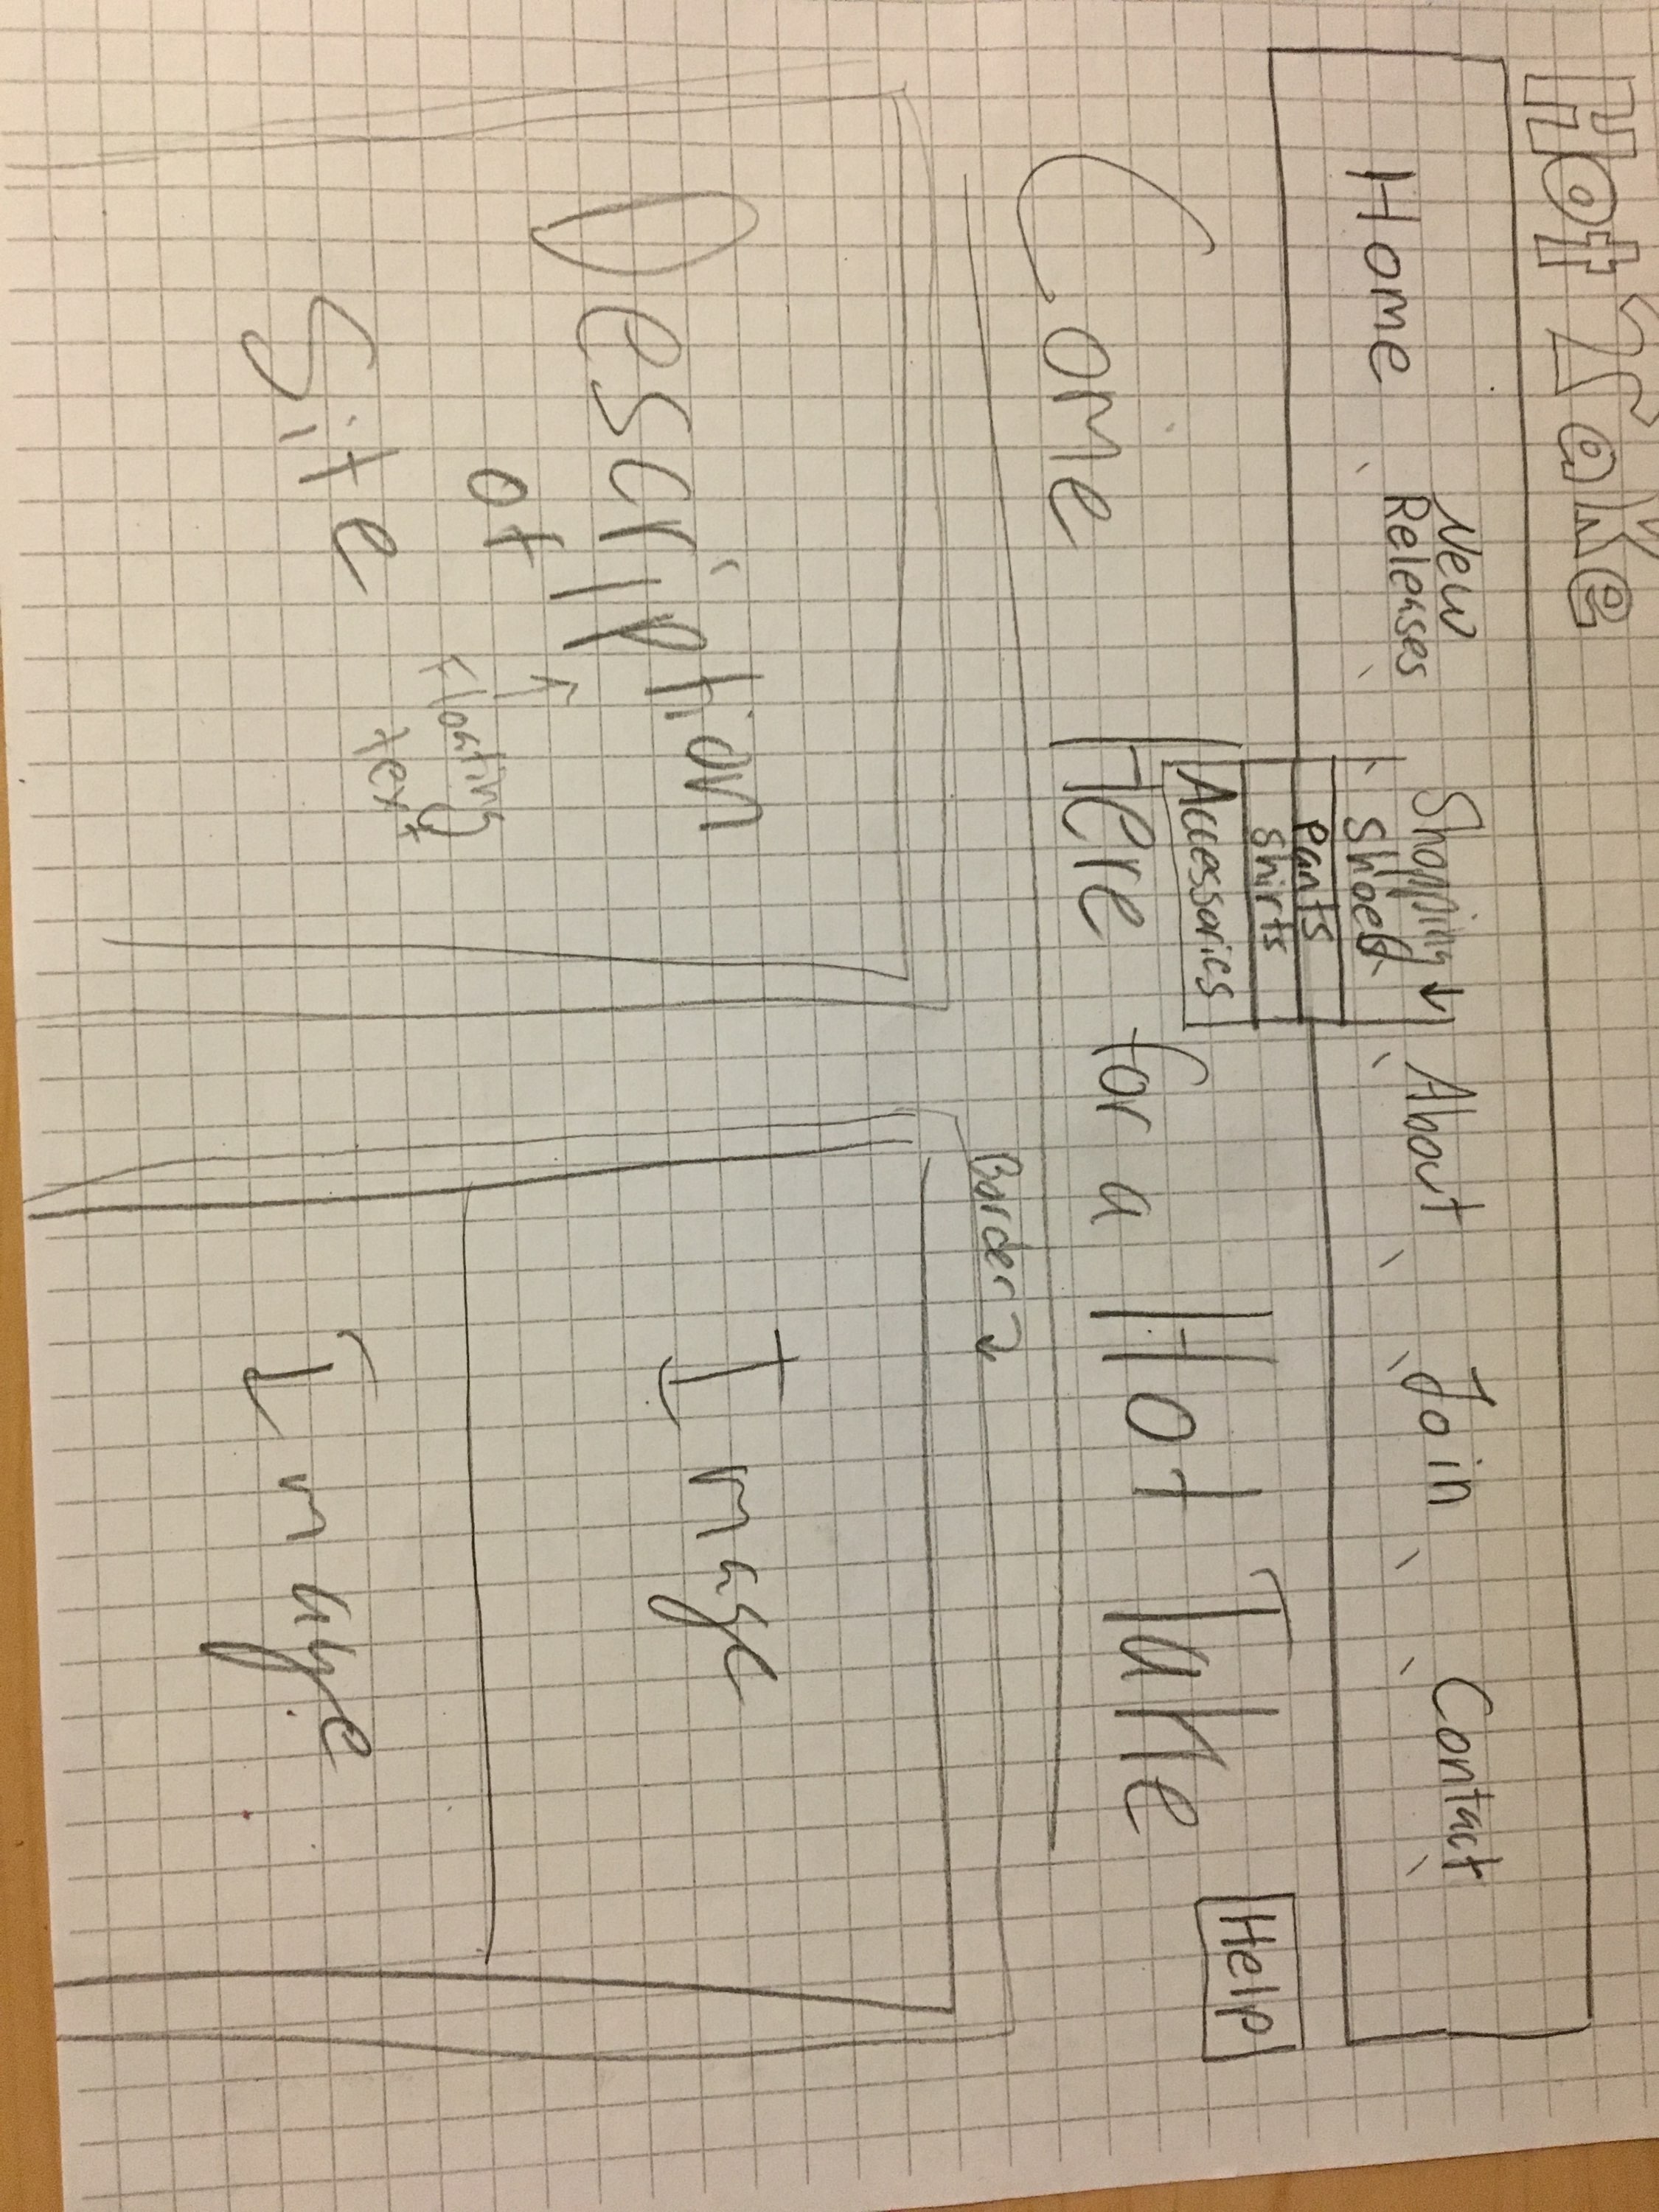 Hot Take
Home New Releases Shopping ↓ About Join Contact
Shoes
Pants
Shirts
Accessories
Help
Come Here for a Hot Take
Border
Description
of
Site
Floating
text
Image
Image